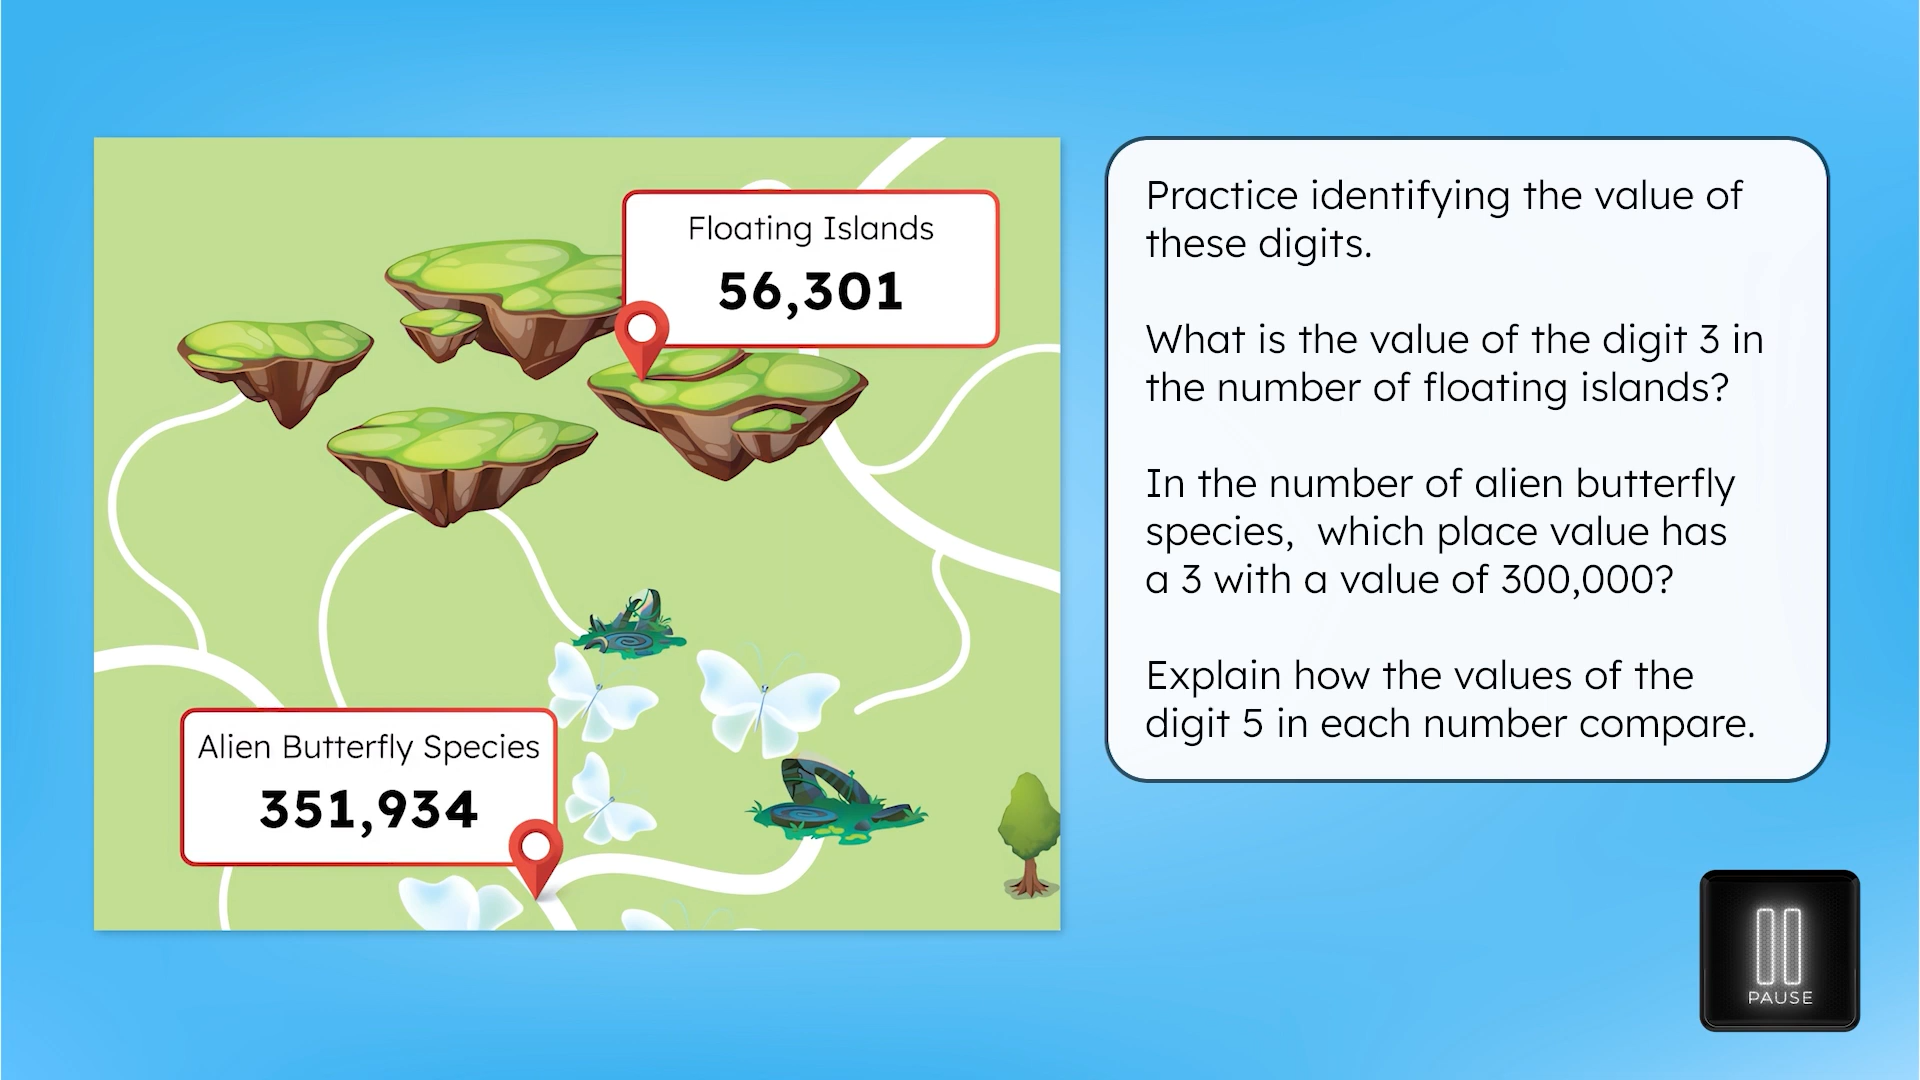 Floating Islands
56,301
Alien Butterfly Species
351,934
Practice identifying the value of
these digits.
What is the value of the digit 3 in
the number of floating islands?
In the number of alien butterfly
species,  which place value has
a 3 with a value of 300,000?
Explain how the values of the
digit 5 in each number compare.
PAUSE